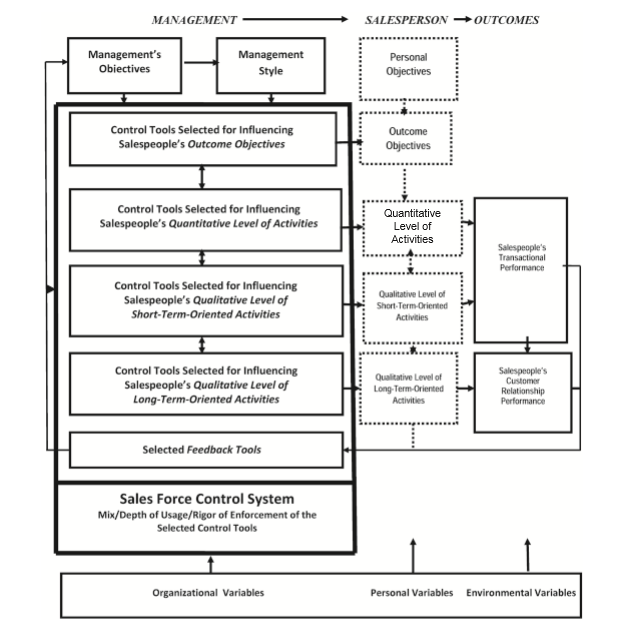 MANAGEMENT SALESPERSON OUTCOMES
Management's
Objectives
Management
Style
Personal
Objectives
Control Tools Selected for Influencing
Salespeople's Outcome Objectives
Outcome
Objectives
Control Tools Selected for Influencing
Salespeople's Quantitative Level of Activities
Quantitative
Level of
Activities
Salespeople's
Transactional
Performance
Control Tools Selected for Influencing
Salespeople's Qualitative Level of
Short-Term-Oriented Activities
Qualitative Level of
Short-Term-Oriented
Activities
Control Tools Selected for Influencing
Salespeople's Qualitative Level of
Long-Term-Oriented Activities
Qualitative Level of
Long-Term-Oriented
Activities
Salespeople's
Customer
Relationship
Performance
Selected Feedback Tools
Sales Force Control System
Mix/Depth of Usage/Rigor of Enforcement of the
Selected Control Tools
Organizational Variables
Personal Variables
Environmental Variables